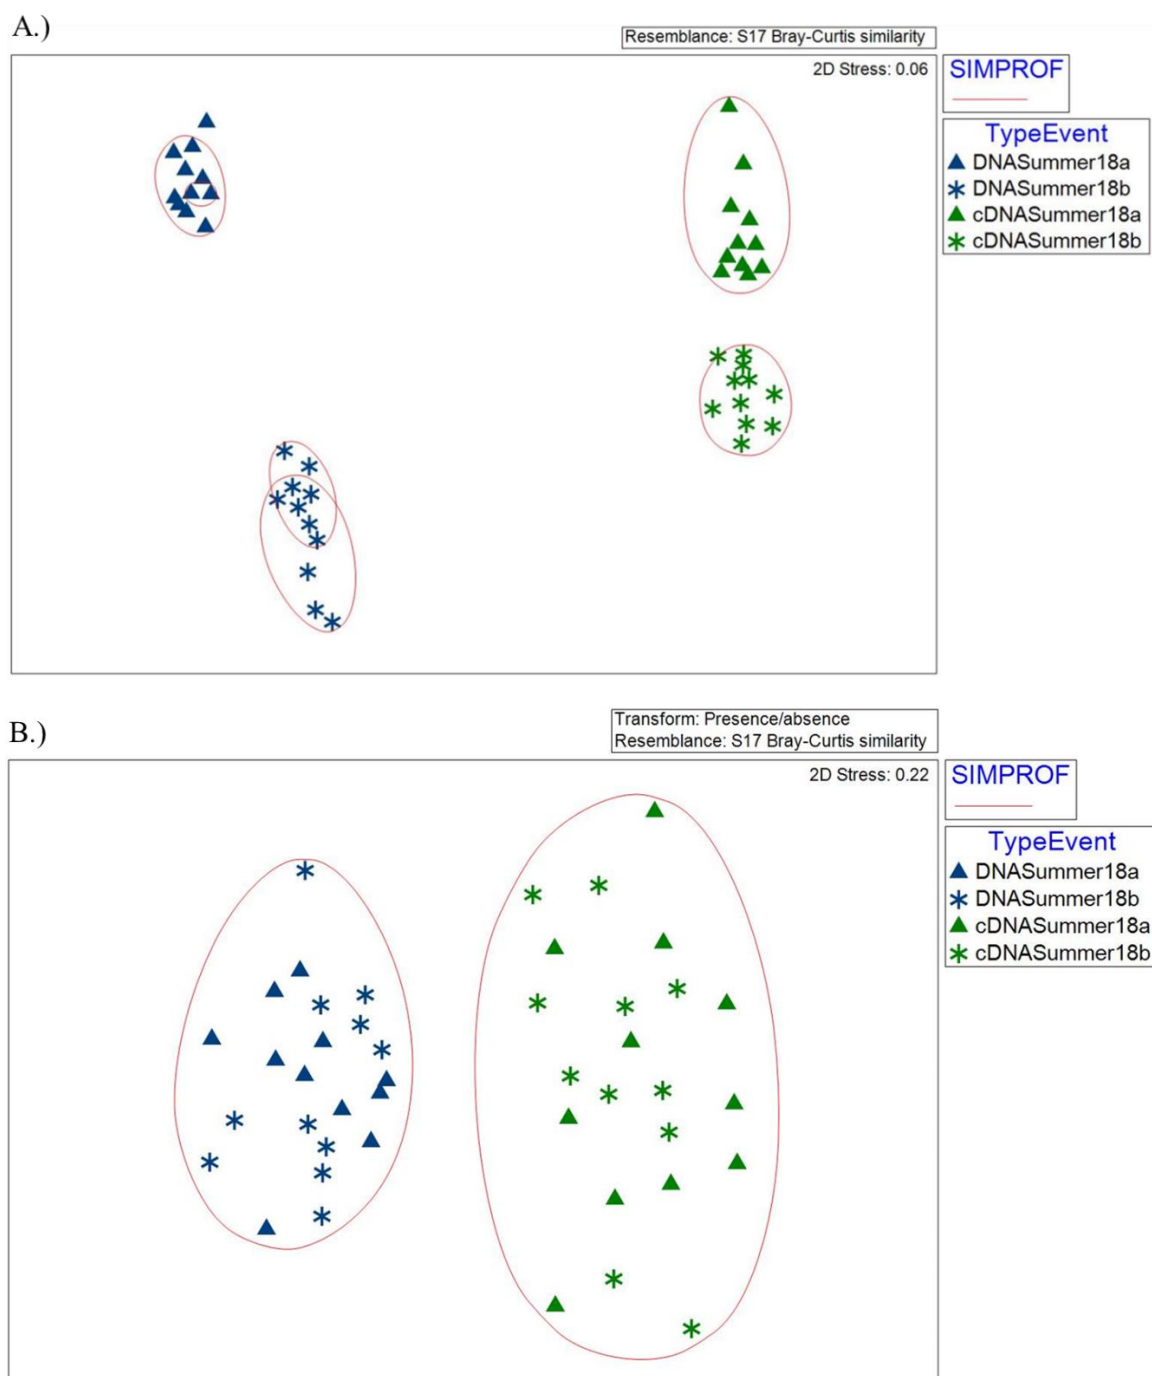 A.)
Resemblance: S17 Bray-Curtis similarity
2D Stress: 0.06
SIMPROF
TypeEvent
DNASummer18a
DNASummer18b
cDNASummer18a
cDNASummer18b
B.)
Transform: Presence/absence
Resemblance: S17 Bray-Curtis similarity
2D Stress: 0.22
SIMPROF
TypeEvent
DNASummer18a
DNASummer18b
cDNASummer18a
cDNASummer18b